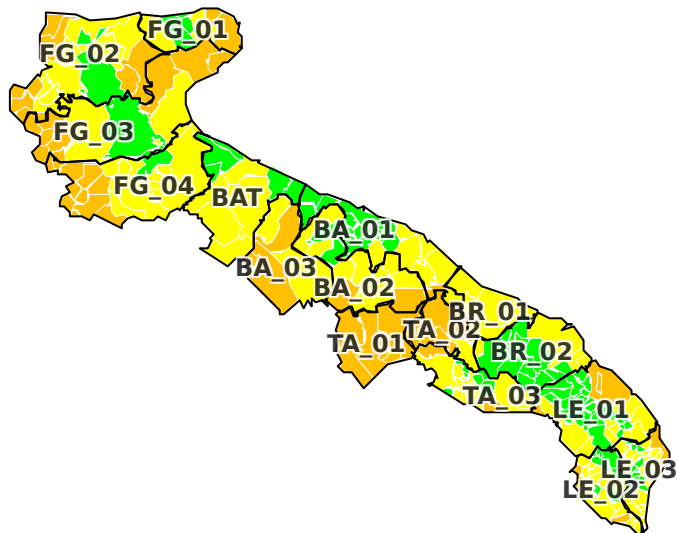 FG_01
FG_02
FG_03
FG_04
BAT
BA_01
BA_03
BA_02
BR_01
TA_02
TA_01
BR_02
TA_03
LE_01
LE_03
LE_02